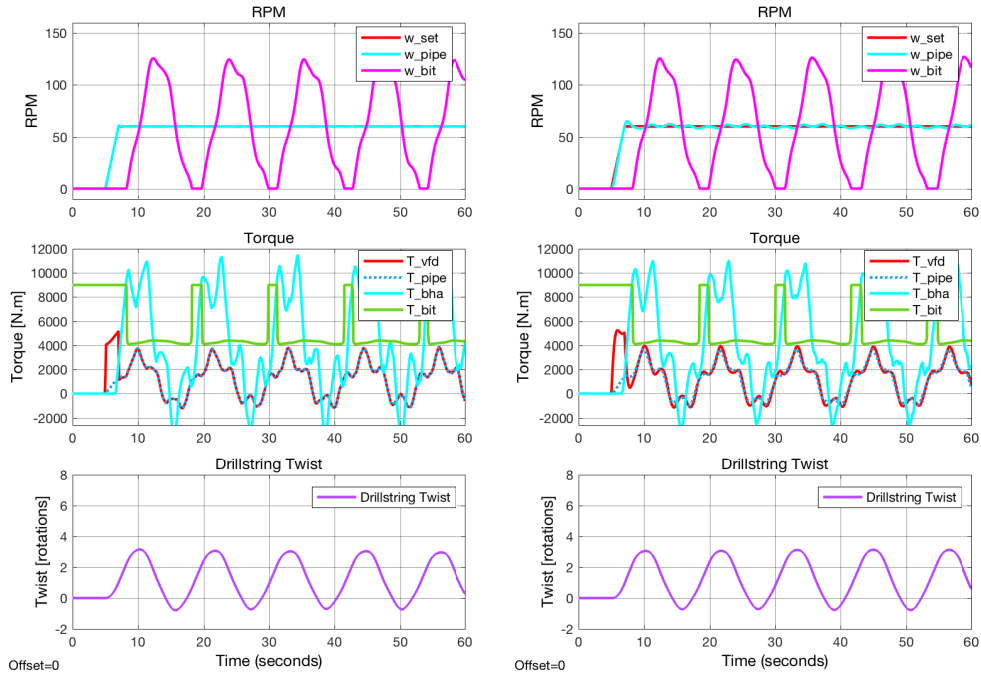 RPM
RPM
150
100
50
0
w_set
w_pipe
w_bit
0 10 20 30 40 50 60
Torque
Torque [N.m]
12000
10000
8000
6000
4000
2000
0
-2000
T_vfd
T_pipe
T_bha
T_bit
0 10 20 30 40 50 60
Drillstring Twist
Twist [rotations]
8
6
4
2
0
-2
Drillstring Twist
0 10 20 30 40 50 60
Time (seconds)
Offset=0
RPM
RPM
150
100
50
0
w_set
w_pipe
w_bit
0 10 20 30 40 50 60
Torque
Torque [N.m]
12000
10000
8000
6000
4000
2000
0
-2000
T_vfd
T_pipe
T_bha
T_bit
0 10 20 30 40 50 60
Drillstring Twist
Twist [rotations]
8
6
4
2
0
-2
Drillstring Twist
0 10 20 30 40 50 60
Time (seconds)
Offset=0